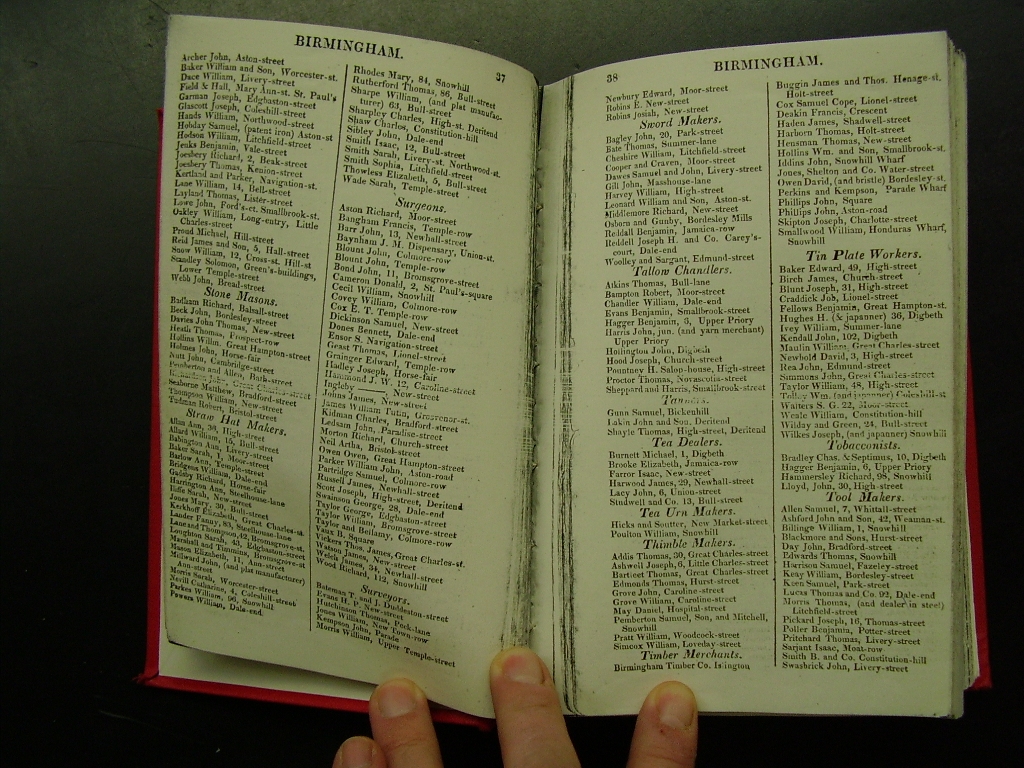 BIRMINGHAM.
37
Archer John, Aston-street
Baker William and Son, Worcester-st.
Dace William, Livery-street
Field & Hall, Mary Ann-st. St. Paul's
Garman Joseph, Edgbaston-street
Glascott Joseph, Coleshill-street
Hands William, Northwood-street
Hobday Samuel, (patent iron) Aston-st
Hodson William, Litchfield-street
Jenks Benjamin, Vale-street
Joesbury Richard, 2, Beak-street
Joesbury Thomas, Kenion-street
Kertland and Parker, Navigation-st.
Lane William, 14, Bell-street
Layland Thomas, Lister-street
Lowe John, Ford's-ct. Smallbrook-st.
Oakley William, Long-entry, Little
Charles-street
Proud Michael, Hill-street
Reid James and Son, 5, Hall-street
Snow William, 12, Cross-st. Hill-st
Standley Solomon, Green's-buildings,
Lower Temple-street
Webb John, Bread-street
Stone Masons.
Badham Richard, Balsall-street
Beck John, Bordesley-street
Davies John Thomas, New-street
Heath Thomas, Prospect-row
Hollins Willm. Great Hampton-street
Holmes John, Horse-fair
Nutt John, Cambridge-street
Pemberton and Allen, Bath-street
Seaborne Matthew, Bradford-street
Thompson William, New-street
Tudman Robert, Bristol-street
Straw Hat Makers.
Allan Ann, 36, High-street
Allard William, 15, Bull-street
Babington Ann, Livery-street
Baker Sarah, 1, Moor-street
Barlow Ann, Temple-street
Bridgens William, Dale-end
Gadsby Richard, Horse-fair
Harrington Ann, Steelhouse-lane
Jaffe Sarah, New-street
Jones Mary, 30, Bull-street
Kerkhoff Elizabeth, Great Charles-st.
Lander Fanny, 83, Steelhouse-lane
Lane and Thompson, 42, Bromsgrove-st.
Loughton Sarah, 43, Edgbaston-street
Marshall and Timmins, Bromsgrove-st
Mason Elizabeth, 11, Ann-street
Millward John, (and plat manufacturer)
Ann-street
Morris Sarah, Worcester-street
Nevill Catharine, 4, Coleshill-street
Parkes William, 96, Snowhill
Powers William, Dale-end
Rhodes Mary, 84, Snowhill
Rutherford Thomas, 86, Bull-street
Sharpe William, (and plat manufac-
turer) 63, Bull-street
Sharpley Charles, High-st. Deritend
Shaw Charles, Constitution-hill
Sibley John, Dale-end
Smith Isaac, 12, Bull-street
Smith Sarah, Livery-st. Northwood-st.
Smith Sophia, Litchfield-street
Thowless Elizabeth, 5, Bull-street
Wade Sarah, Temple-street
Surgeons.
Aston Richard, Moor-street
Bangham Francis, Temple-row
Barr John, 13, Newhall-street
Baynham J. M. Dispensary, Union-st.
Blount John, Colmore-row
Blount John, Temple-row
Bond John, 11, Bromsgrove-street
Cameron Donald, 2, St. Paul's-square
Cecil William, Snowhill
Covey William, Colmore-row
Cox E. T. Temple-row
Dickinson Samuel, New-street
Dones Bennett, Dale-end
Ensor S. Navigation-street
Great Thomas, Lionel-street
Grainger Edward, Temple-row
Hadley Joseph, Horse-fair
Hammond J. W. 12, Caroline-street
Ingleby —— New-street
Johns James, New-street
James William Tutin, Grosvenor-st.
Kidman Charles, Bradford-street
Ledsam John, Paradise-street
Morton Richard, Church-street
Neil Artha, Bristol-street
Owen Owen, Great Hampton-street
Parker William John, Aston-road
Partridge Samuel, Colmore-row
Russell James, Newhall-street
Scott Joseph, High-street, Deritend
Swainson George, 28, Dale-end
Taylor George, Edgbaston-street
Taylor William, Bromsgrove-street
Taylor and Bellamy, Colmore-row
Vaux B. Square
Vickers Thos. James, Great Charles-st.
Watson James, Newhall-street
Welch James, 34, Newhall-street
Wood Richard, 112, Snowhill
Surveyors.
Bateman T. and J. Duddeston-street
Evans H. P. New-street
Hutchinson Thomas, Peck-lane
Jones William, New Town-row
Kempson John, Parade
Morris William, Upper Temple-street
38
BIRMINGHAM.
Newbury Edward, Moor-street
Robins E. New-street
Robins Josiah, New-street
Sword Makers.
Bagley John, 20, Park-street
Bate Thomas, Summer-lane
Cheshire William, Litchfield-street
Cooper and Craven, Moor-street
Dawes Samuel and John, Livery-street
Gill John, Masshouse-lane
Harvey William, High-street
Leonard William and Son, Aston-st.
Middlemore Richard, New-street
Osborn and Gunby, Bordesley Mills
Reddall Benjamin, Jamaica-row
Reddell Joseph H. and Co. Carey's-
court, Dale-end
Woolley and Sargant, Edmund-street
Tallow Chandlers.
Atkins Thomas, Bull-lane
Bampton Robert, Moor-street
Chandler William, Dale-end
Evans Benjamin, Smallbrook-street
Hagger Benjamin, 6, Upper Priory
Harris John, jun. (and yarn merchant)
Upper Priory
Hollington John, Digbeth
Hood Joseph, Church-street
Pountney H. Salop-house, High-street
Proctor Thomas, Novascotia-street
Sheppard and Harris, Smallbrook-street
Tanners.
Gunn Samuel, Bickenhill
Lakin John and Son, Deritend
Shayle Thomas, High-street, Deritend
Tea Dealers.
Burnett Michael, 1, Digbeth
Brooke Elizabeth, Jamaica-row
Farror Isaac, New-street
Harwood James, 29, Newhall-street
Lacy John, 6, Union-street
Studwell and Co. 13, Bull-street
Tea Urn Makers.
Hicks and Soutter, New Market-street
Poulton William, Snowhill
Thimble Makers.
Addis Thomas, 30, Great Charles-street
Ashwell Joseph, 6, Little Charles-street
Bartleet Thomas, Great Charles-street
Edmonds Thomas, Hurst-street
Grove John, Caroline-street
Grove William, Caroline-street
May Daniel, Hospital-street
Pemberton Samuel, Son, and Mitchell,
Snowhill
Pratt William, Woodcock-street
Simcox William, Loveday-street
Timber Merchants.
Birmingham Timber Co. Islington
Buggin James and Thos. Henage-st.
Holt-street
Cox Samuel Cope, Lionel-street
Deakin Francis, Crescent
Haden James, Shadwell-street
Harborn Thomas, Holt-street
Hensman Thomas, New-street
Hollins Wm. and Son, Smallbrook-st.
Iddins John, Snowhill Wharf
Jones, Shelton and Co. Water-street
Owen David, (and bristle) Bordesley-st.
Perkins and Kempson, Parade Wharf
Phillips John, Square
Phillips John, Aston-road
Skipton Joseph, Charlotte-street
Smallwood William, Honduras Wharf,
Snowhill
Tin Plate Workers.
Baker Edward, 49, High-street
Birch James, Church-street
Blunt Joseph, 31, High-street
Craddick Job, Lionel-street
Fellows Benjamin, Great Hampton-st.
Hughes H. (& japanner) 36, Digbeth
Ivey William, Summer-lane
Kendall John, 102, Digbeth
Maulin William, Great Charles-street
Newbold David, 3, High-street
Rea John, Edmund-street
Simmons John, Great Charles-street
Taylor William, 48, High-street
Tolley Wm. (and japanner) Coleshill-st
Walters S. G. 22, Moor-street
Weale William, Constitution-hill
Wilday and Green, 24, Bull-street
Wilkes Joseph, (and japanner) Snowhill
Tobacconists.
Bradley Chas. & Septimus, 10, Digbeth
Hagger Benjamin, 6, Upper Priory
Hammersley Richard, 98, Snowhill
Lloyd, John, 30, High-street
Tool Makers.
Allen Samuel, 7, Whittall-street
Ashford John and Son, 42, Weaman-st.
Billinge William, 1, Snowhill
Blackmore and Sons, Hurst-street
Day John, Bradford-street
Edwards Thomas, Snowhill
Harrison Samuel, Fazeley-street
Keay William, Bordesley-street
Keen Samuel, Park-street
Lucas Thomas and Co. 92, Dale-end
Morris Thomas, (and dealer in steel)
Litchfield-street
Pickard Joseph, 16, Thomas-street
Poller Benjamin, Potter-street
Pritchard Thomas, Livery-street
Sarjant Isaac, Moat-row
Smith B. and Co. Constitution-hill
Swasbrick John, Livery-street